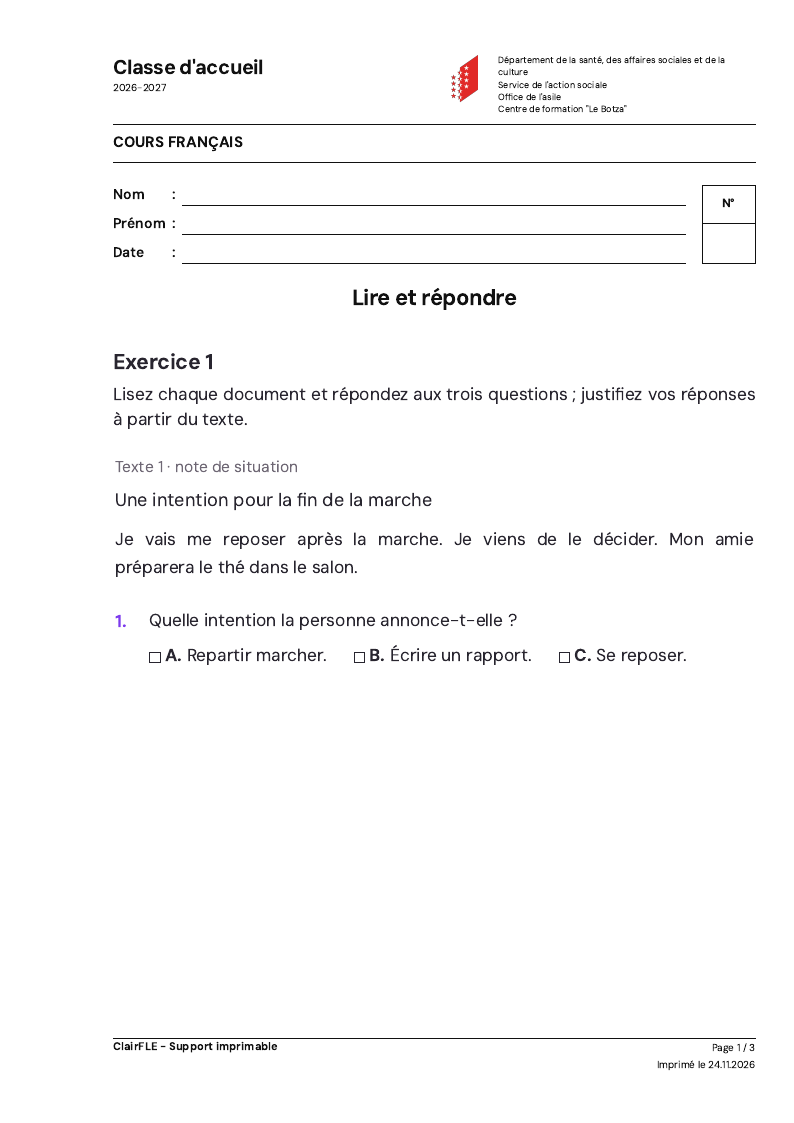 Classe d'accueil
2026-2027
Département de la santé, des affaires sociales et de la
culture
Service de l'action sociale
Office de l'asile
Centre de formation "Le Botza"
COURS FRANÇAIS
Nom :
Prénom :
Date :
N°
Lire et répondre
Exercice 1
Lisez chaque document et répondez aux trois questions ; justifiez vos réponses
à partir du texte.
Texte 1 · note de situation
Une intention pour la fin de la marche
Je vais me reposer après la marche. Je viens de le décider. Mon amie
préparera le thé dans le salon.
1. Quelle intention la personne annonce-t-elle ?
□ A. Repartir marcher. □ B. Écrire un rapport. □ C. Se reposer.
ClairFLE - Support imprimable
Page 1 / 3
Imprimé le 24.11.2026